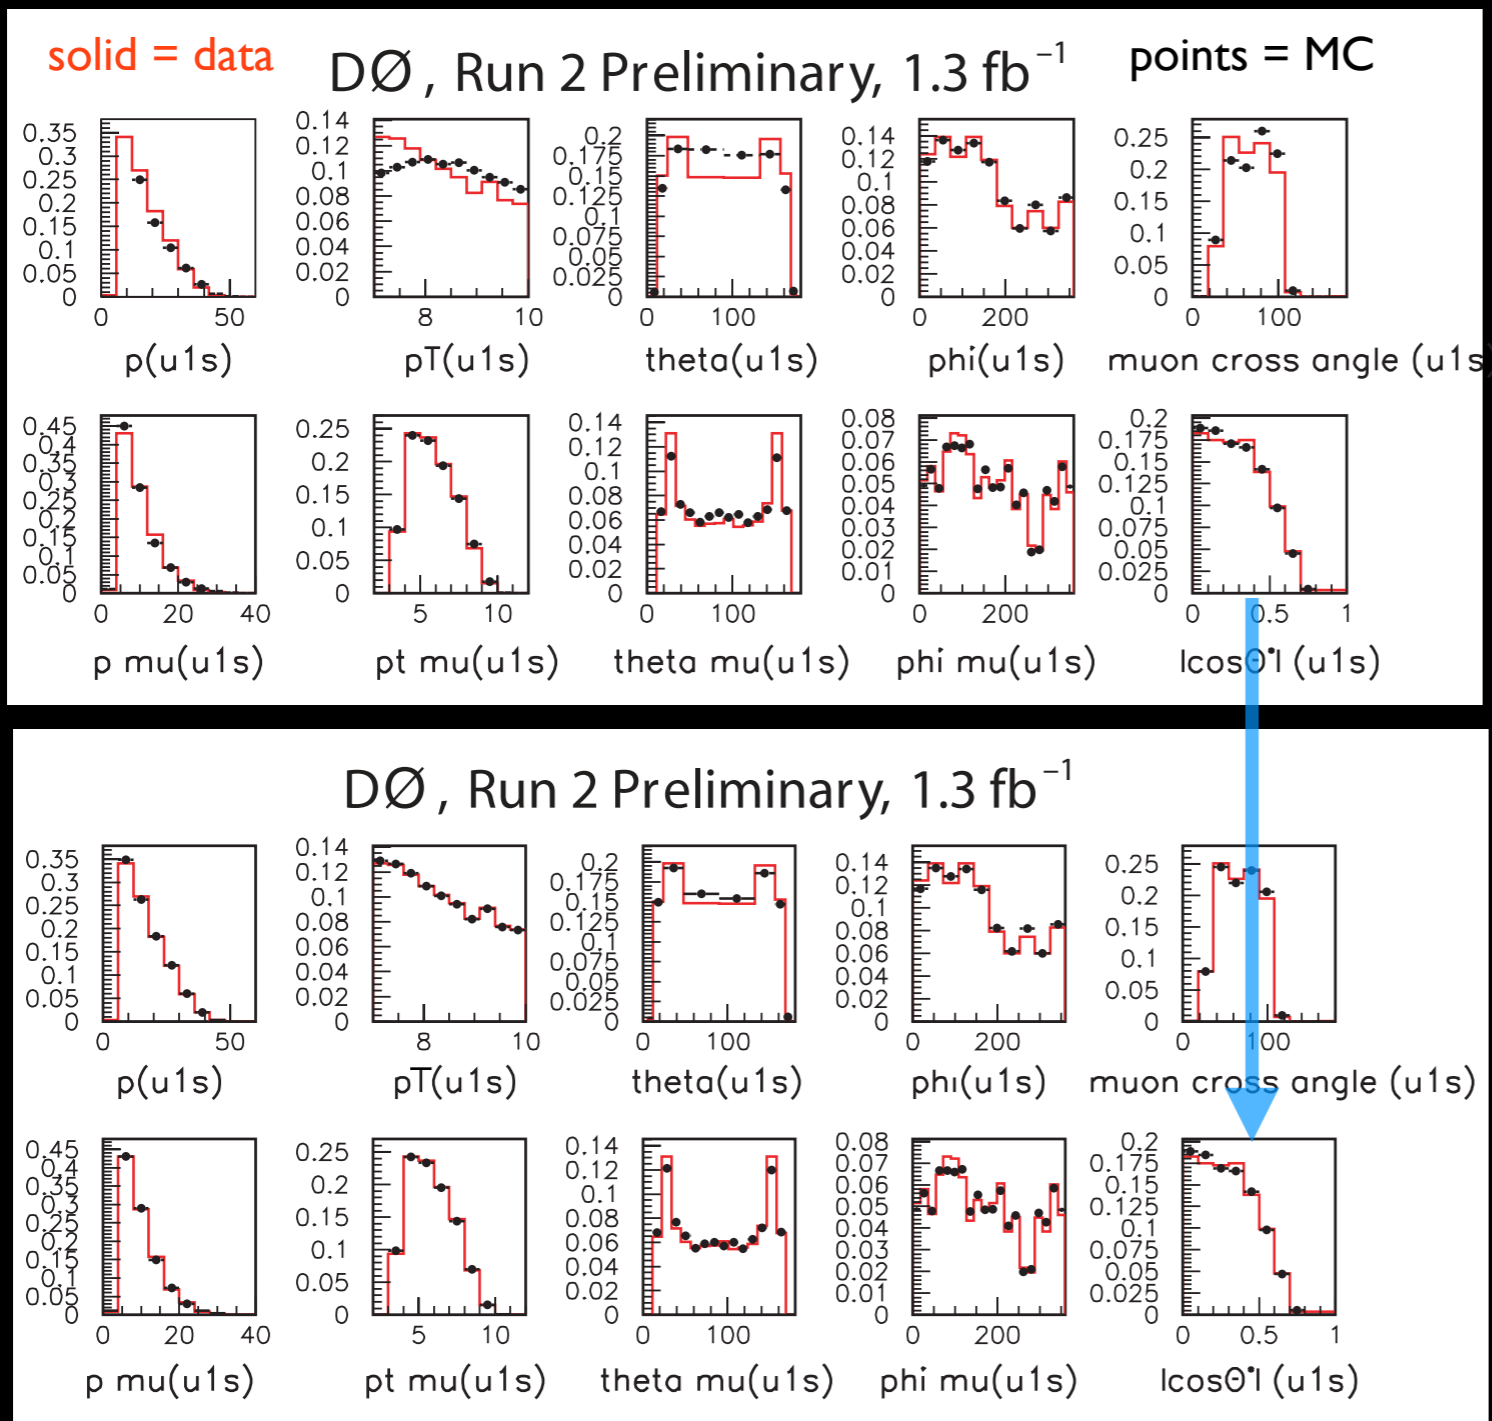 solid = data
DØ , Run 2 Preliminary, 1.3 fb⁻¹
points = MC
0.35 0.3 0.25 0.2 0.15 0.1 0.05 0
0 50
p(u1s)
0.14 0.12 0.1 0.08 0.06 0.04 0.02 0
8 10
pT(u1s)
0.2 0.175 0.15 0.125 0.1 0.075 0.05 0.025 0
0 100
theta(u1s)
0.14 0.12 0.1 0.08 0.06 0.04 0.02 0
0 200
phi(u1s)
0.25 0.2 0.15 0.1 0.05 0
0 100
muon cross angle (u1s)
0.45 0.4 0.35 0.3 0.25 0.2 0.15 0.1 0.05 0
0 20 40
p mu(u1s)
0.25 0.2 0.15 0.1 0.05 0
5 10
pt mu(u1s)
0.14 0.12 0.1 0.08 0.06 0.04 0.02 0
0 100
theta mu(u1s)
0.08 0.07 0.06 0.05 0.04 0.03 0.02 0.01 0
0 200
phi mu(u1s)
0.2 0.175 0.15 0.125 0.1 0.075 0.05 0.025 0
0 0.5 1
|cosΘ*| (u1s)
DØ , Run 2 Preliminary, 1.3 fb⁻¹
0.35 0.3 0.25 0.2 0.15 0.1 0.05 0
0 50
p(u1s)
0.14 0.12 0.1 0.08 0.06 0.04 0.02 0
8 10
pT(u1s)
0.2 0.175 0.15 0.125 0.1 0.075 0.05 0.025 0
0 100
theta(u1s)
0.14 0.12 0.1 0.08 0.06 0.04 0.02 0
0 200
phi(u1s)
0.25 0.2 0.15 0.1 0.05 0
0 100
muon cross angle (u1s)
0.45 0.4 0.35 0.3 0.25 0.2 0.15 0.1 0.05 0
0 20 40
p mu(u1s)
0.25 0.2 0.15 0.1 0.05 0
5 10
pt mu(u1s)
0.14 0.12 0.1 0.08 0.06 0.04 0.02 0
0 100
theta mu(u1s)
0.08 0.07 0.06 0.05 0.04 0.03 0.02 0.01 0
0 200
phi mu(u1s)
0.2 0.175 0.15 0.125 0.1 0.075 0.05 0.025 0
0 0.5 1
|cosΘ*| (u1s)